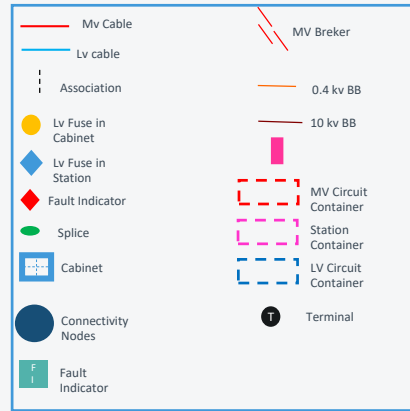 Mv Cable
Lv cable
Association
Lv Fuse in
Cabinet
Lv Fuse in
Station
Fault Indicator
Splice
Cabinet
Connectivity
Nodes
F
I
Fault
Indicator
MV Breker
0.4 kv BB
10 kv BB
MV Circuit
Container
Station
Container
LV Circuit
Container
T
Terminal